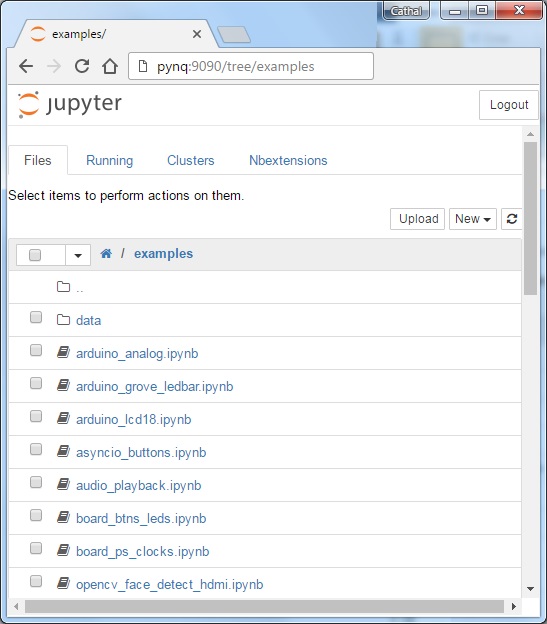 Cathal
examples/
pynq:9090/tree/examples
jupyter
Logout
Files Running Clusters Nbextensions
Select items to perform actions on them.
Upload New
/ examples
..
data
arduino_analog.ipynb
arduino_grove_ledbar.ipynb
arduino_lcd18.ipynb
asyncio_buttons.ipynb
audio_playback.ipynb
board_btns_leds.ipynb
board_ps_clocks.ipynb
opencv_face_detect_hdmi.ipynb